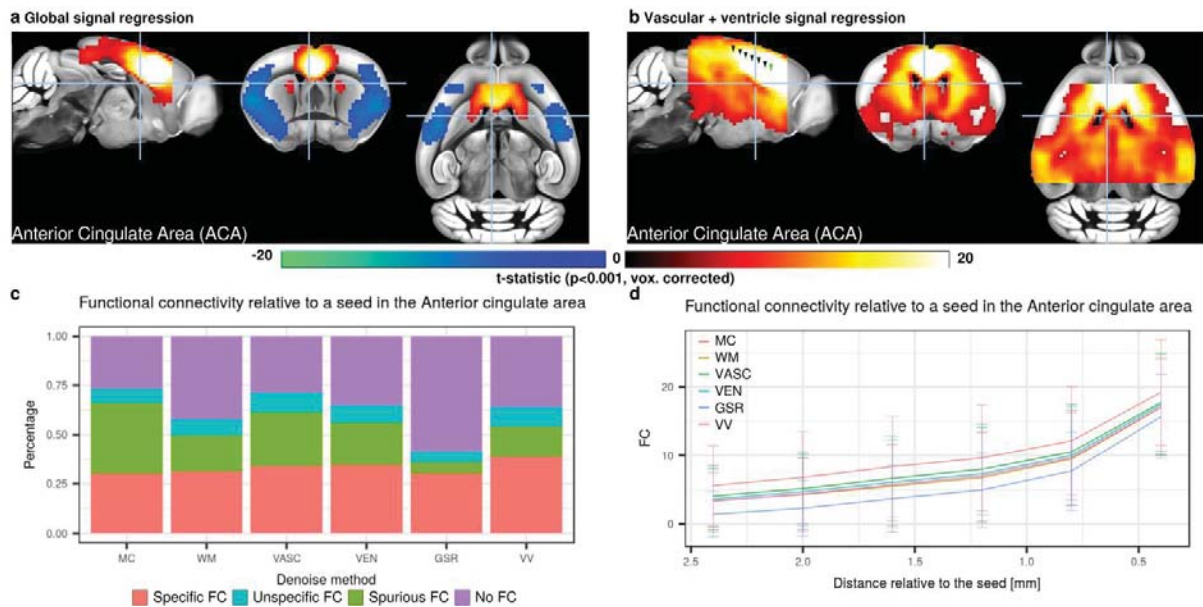 a Global signal regression
b Vascular + ventricle signal regression
Anterior Cingulate Area (ACA)
Anterior Cingulate Area (ACA)
-20
0
20
t-statistic (p<0.001, vox. corrected)
c
Functional connectivity relative to a seed in the Anterior cingulate area
Percentage
1.00
0.75
0.50
0.25
0.00
MC WM VASC VEN GSR VV
Denoise method
Specific FC Unspecific FC Spurious FC No FC
d
Functional connectivity relative to a seed in the Anterior cingulate area
MC
WM
VASC
VEN
GSR
VV
FC
20
10
0
2.5 2.0 1.5 1.0 0.5
Distance relative to the seed [mm]